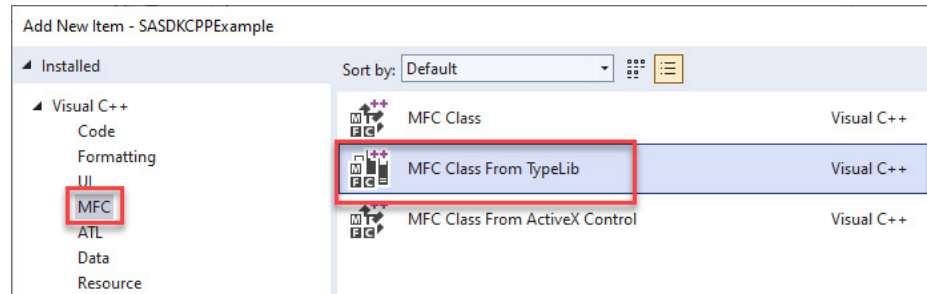 Add New Item - SASDKCPPExample
Installed
Sort by: Default
Visual C++
Code
Formatting
UI
MFC
ATL
Data
Resource
MFC Class Visual C++
MFC Class From TypeLib Visual C++
MFC Class From ActiveX Control Visual C++